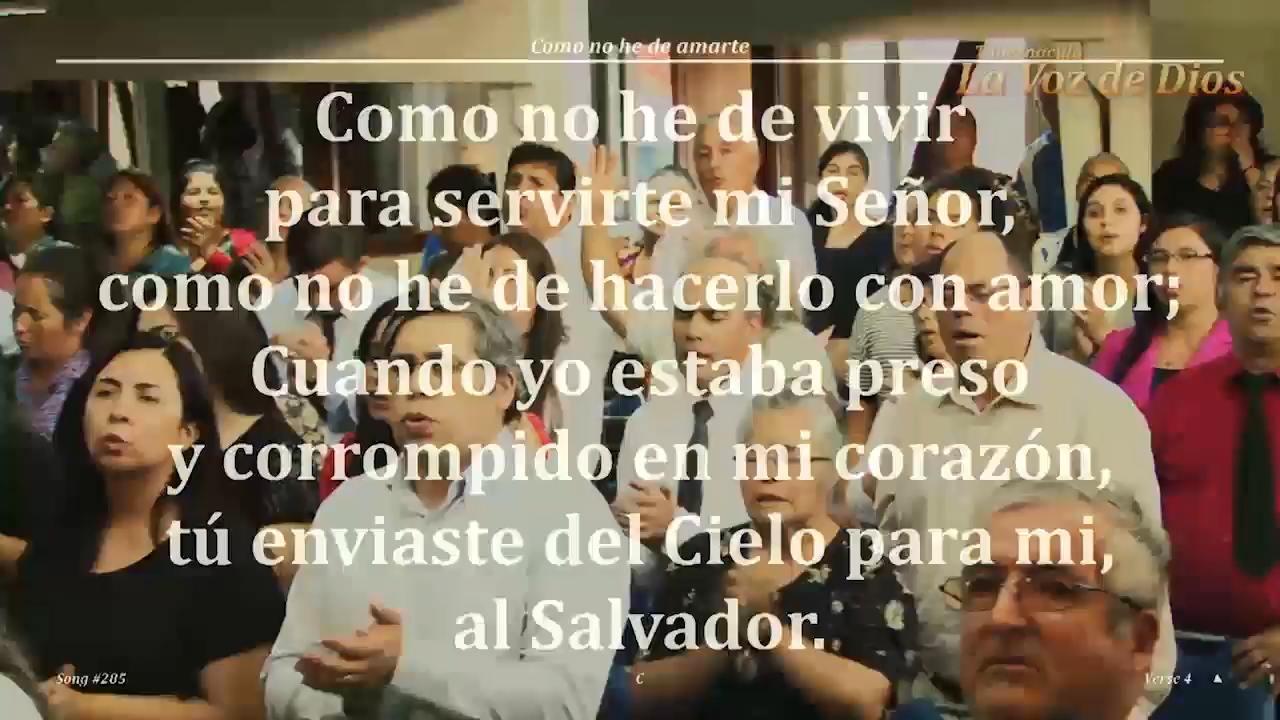 Como no he de amarte
Tabernaculo
La Voz de Dios
Como no he de vivir
para servirte mi Señor,
como no he de hacerlo con amor;
Cuando yo estaba preso
y corrompido en mi corazón,
tú enviaste del Cielo para mi,
al Salvador.
Song #205
C
Verse 4